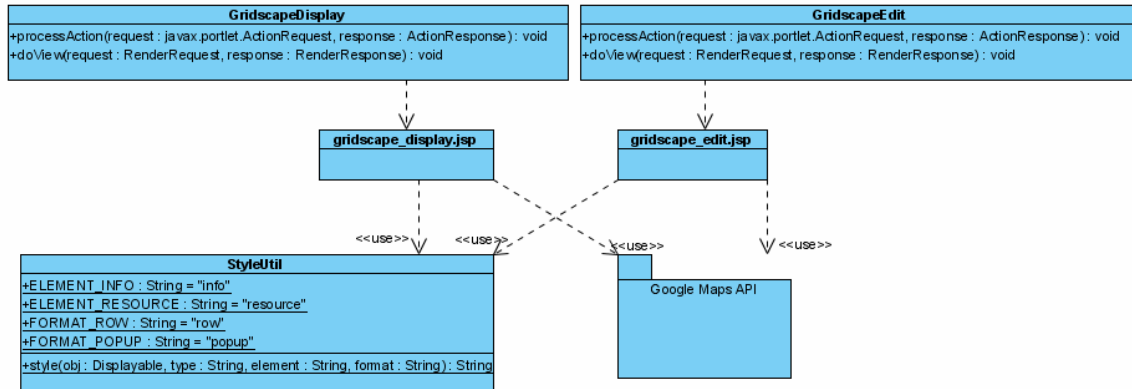 GridscapeDisplay
+processAction(request : javax.portlet.ActionRequest, response : ActionResponse) : void
+doView(request : RenderRequest, response : RenderResponse) : void
GridscapeEdit
+processAction(request : javax.portlet.ActionRequest, response : ActionResponse) : void
+doView(request : RenderRequest, response : RenderResponse) : void
gridscape_display.jsp
gridscape_edit.jsp
<<use>>
<<use>>
<<use>>
<<use>>
StyleUtil
+ELEMENT_INFO : String = "info"
+ELEMENT_RESOURCE : String = "resource"
+FORMAT_ROW : String = "row"
+FORMAT_POPUP : String = "popup"
+style(obj : Displayable, type : String, element : String, format : String) : String
Google Maps API